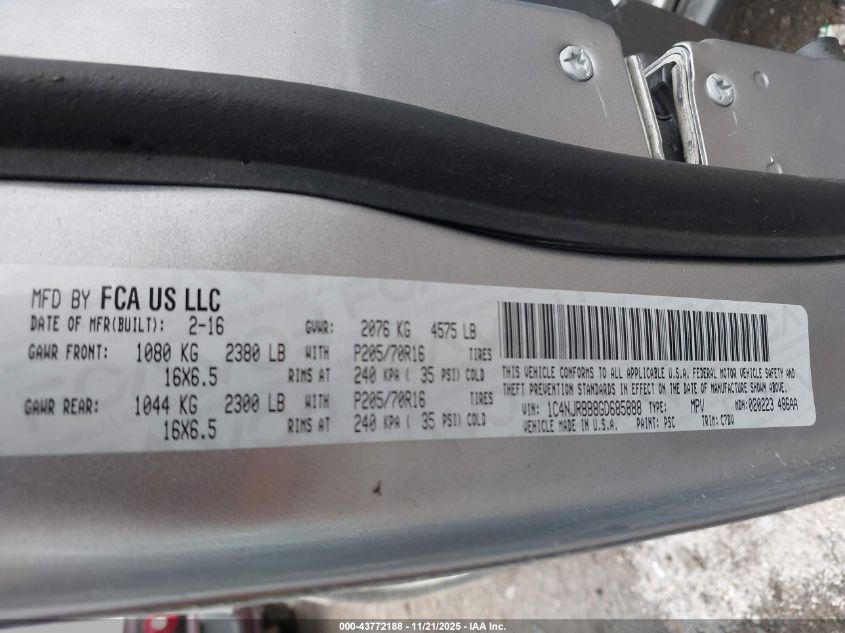 MFD BY FCA US LLC
DATE OF MFR(BUILT): 2-16 GVWR: 2076 KG 4575 LB
GAWR FRONT: 1080 KG 2380 LB WITH P205/70R16 TIRES
16X6.5 RIMS AT 240 KPA ( 35 PSI) COLD
GAWR REAR: 1044 KG 2300 LB WITH P205/70R16 TIRES
16X6.5 RIMS AT 240 KPA ( 35 PSI) COLD
THIS VEHICLE CONFORMS TO ALL APPLICABLE U.S.A. FEDERAL MOTOR VEHICLE SAFETY AND
THEFT PREVENTION STANDARDS IN EFFECT ON THE DATE OF MANUFACTURE SHOWN ABOVE.
VIN: 1C4NJRBB8GD685888 TYPE: MPV MDH: 020223 486AA
VEHICLE MADE IN U.S.A. PAINT: PSC TRIM: C7DV
000-43772188 - 11/21/2025 - IAA Inc.